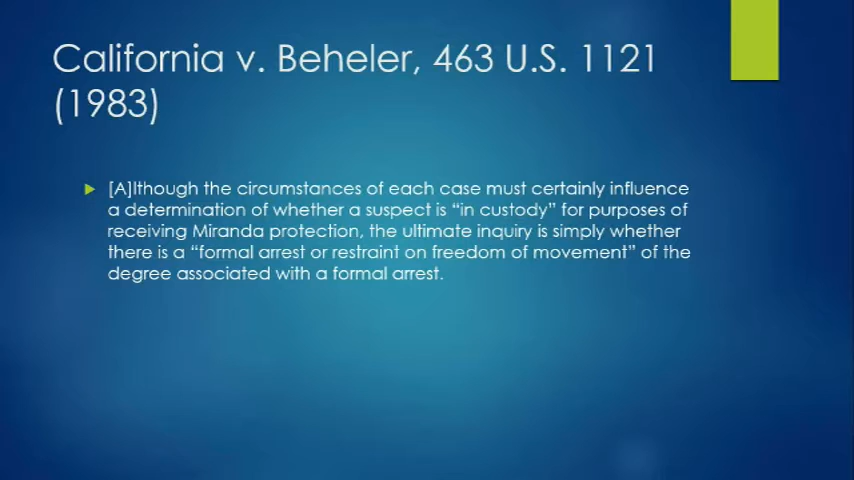 California v. Beheler, 463 U.S. 1121
(1983)
[A]lthough the circumstances of each case must certainly influence
a determination of whether a suspect is “in custody” for purposes of
receiving Miranda protection, the ultimate inquiry is simply whether
there is a “formal arrest or restraint on freedom of movement” of the
degree associated with a formal arrest.